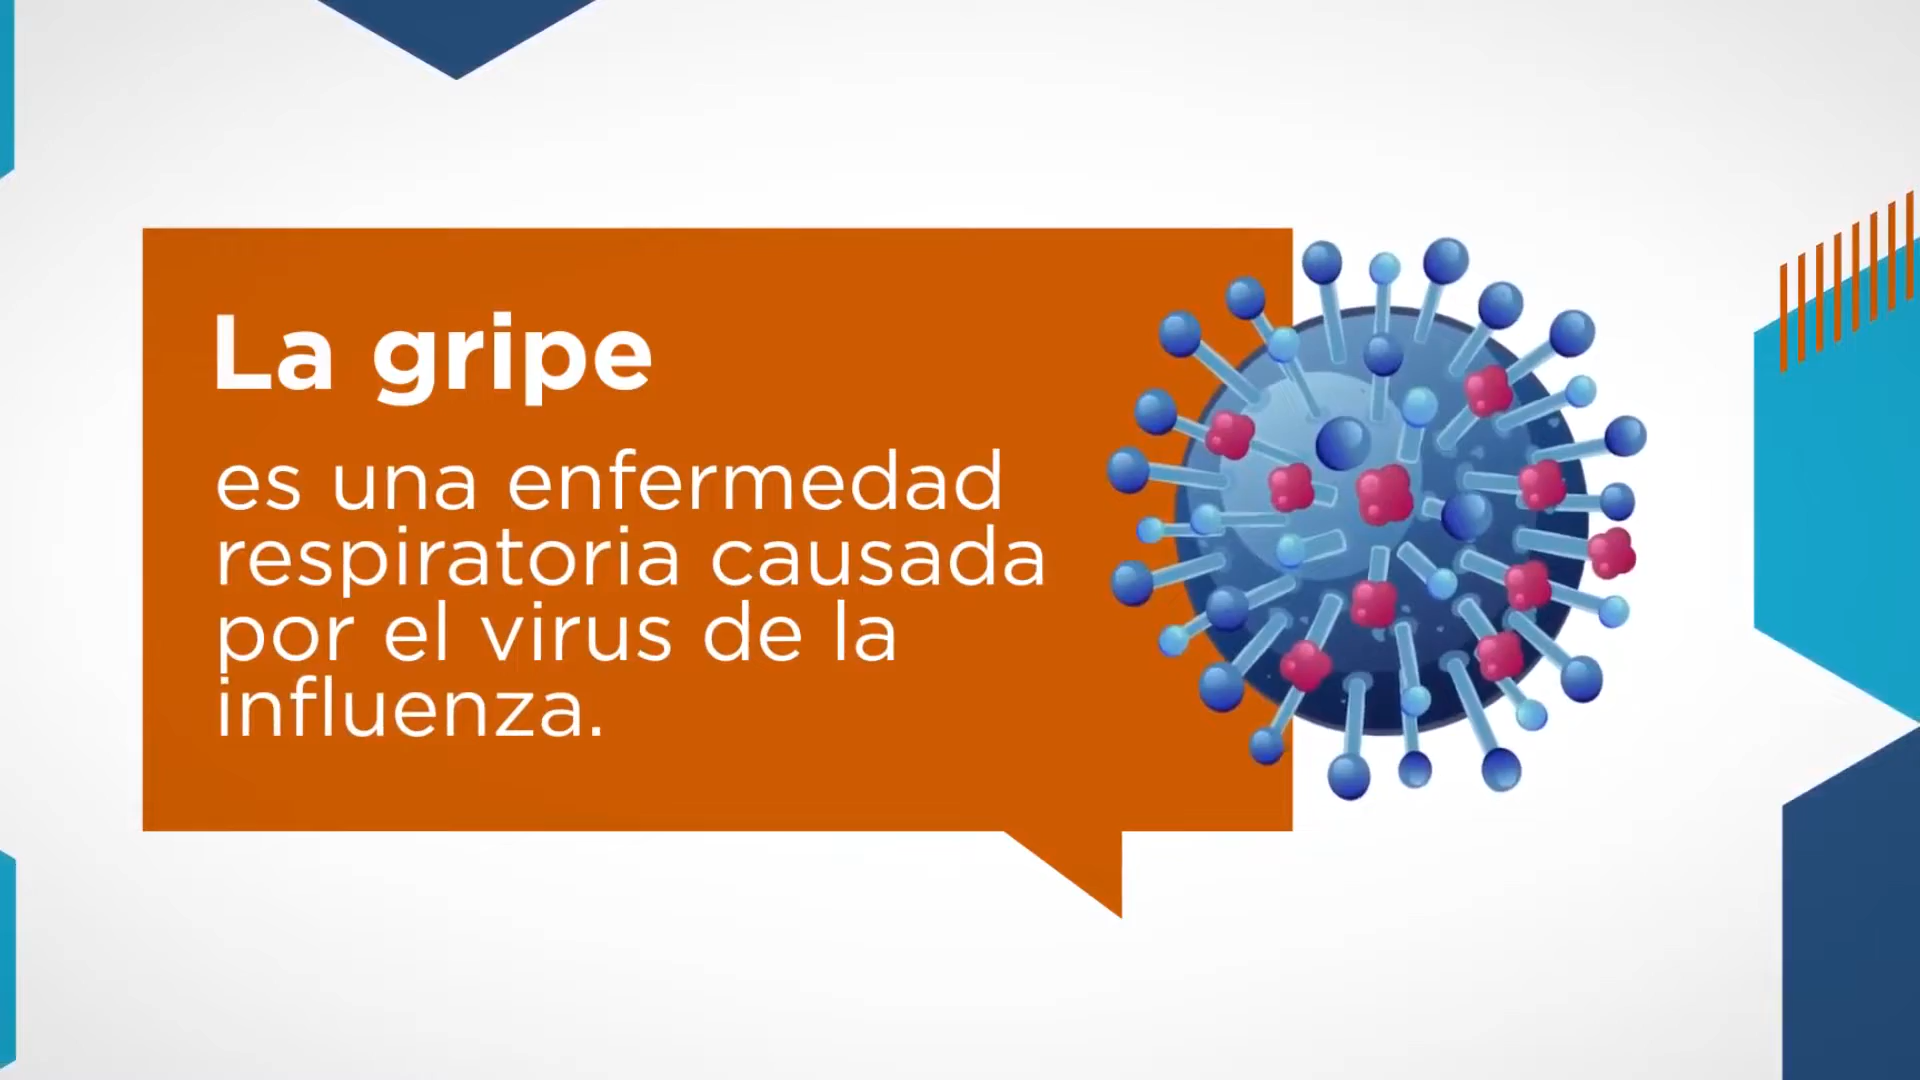 La gripe
es una enfermedad
respiratoria causada
por el virus de la
influenza.